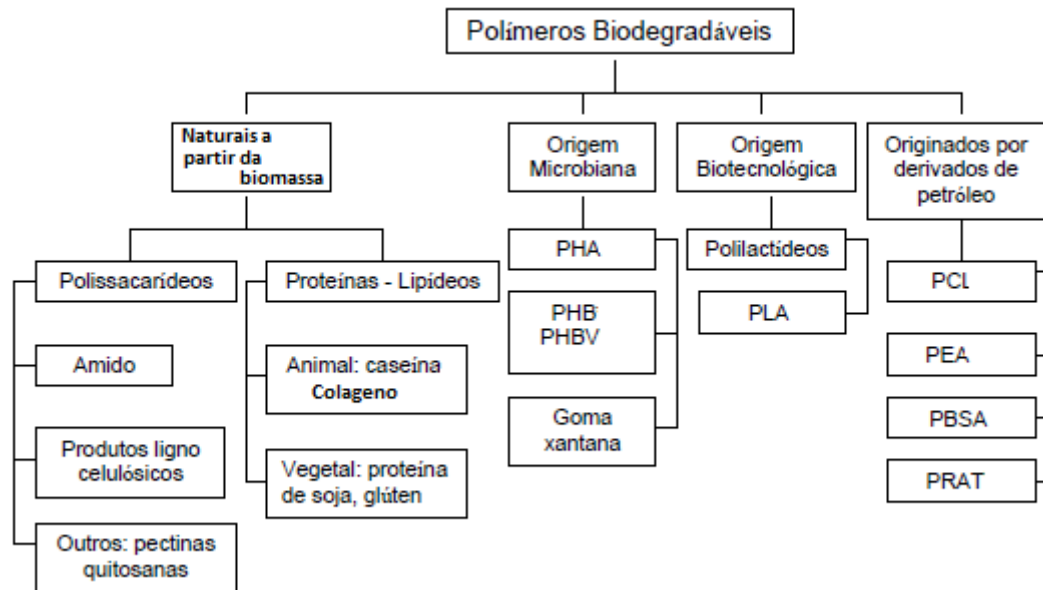 Polímeros Biodegradáveis
Naturais a
partir da
biomassa
Origem
Microbiana
Origem
Biotecnológica
Originados por
derivados de
petróleo
Polissacarídeos
Proteínas - Lipídeos
PHA
Polilactídeos
PCL
Amido
Animal: caseína
Colageno
PHB
PHBV
PLA
PEA
Produtos ligno
celulósicos
Vegetal: proteína
de soja, glúten
Goma
xantana
PBSA
PRAT
Outros: pectinas
quitosanas